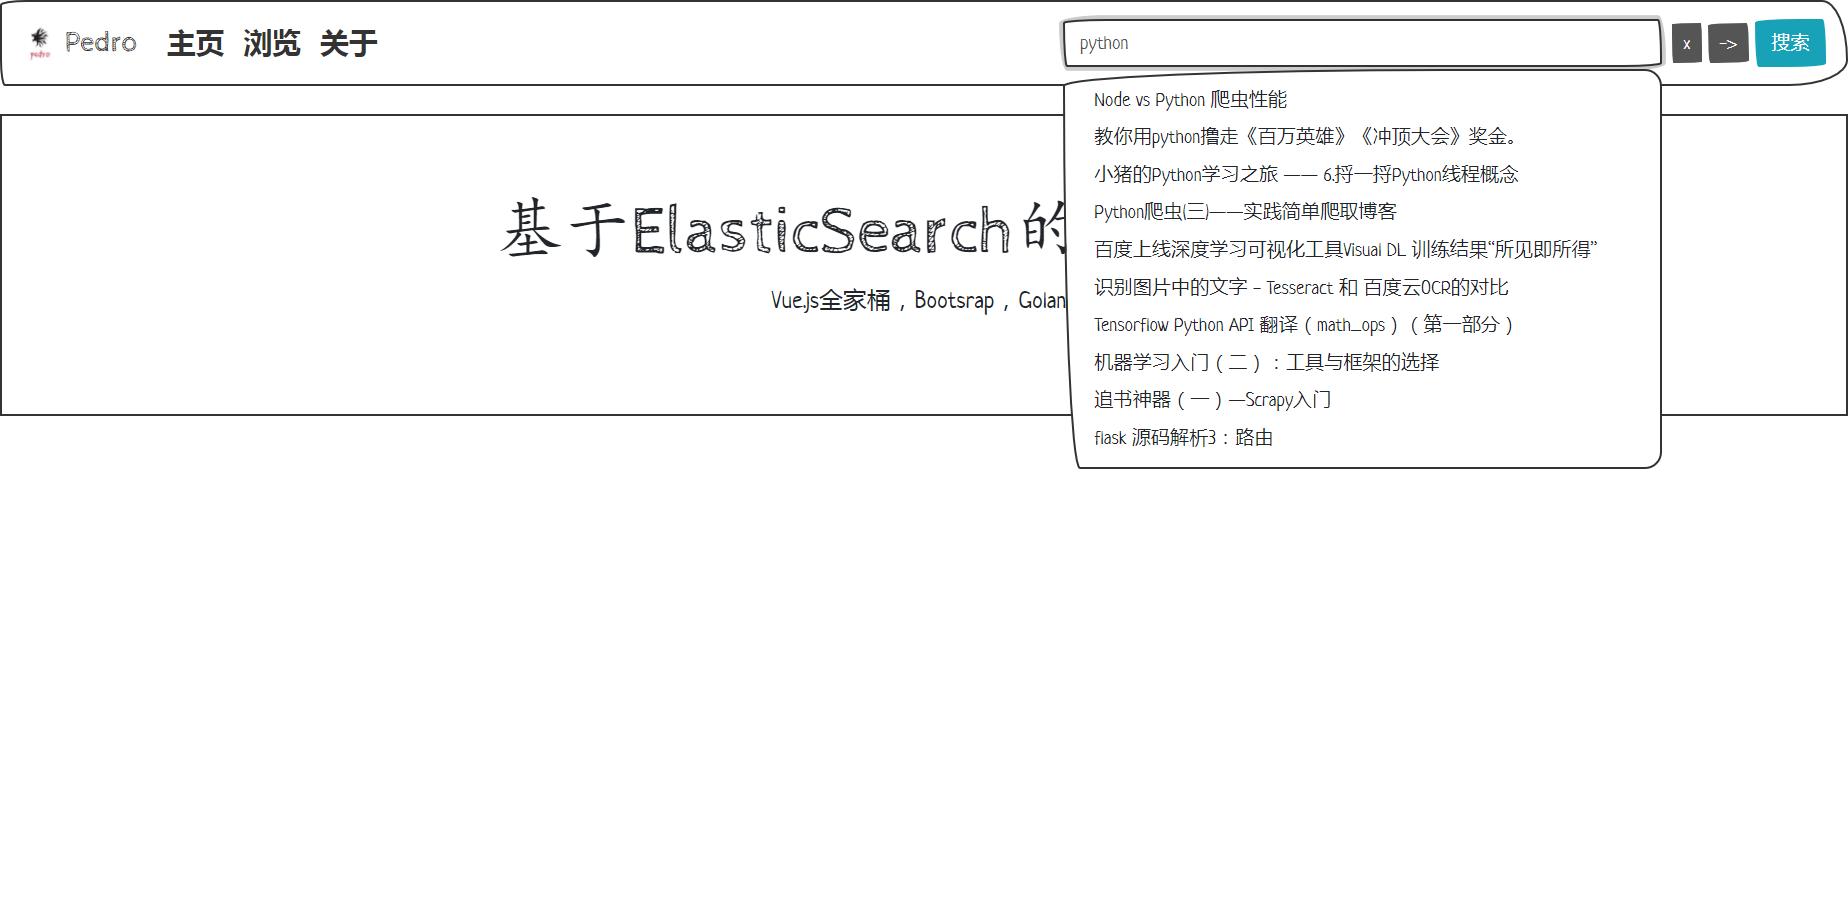 pedro
Pedro 主页 浏览 关于
python
x -> 搜索
Node vs Python 爬虫性能
教你用python撸走《百万英雄》《冲顶大会》奖金。
小猪的Python学习之旅 —— 6.捋一捋Python线程概念
Python爬虫(三)——实践简单爬取博客
百度上线深度学习可视化工具Visual DL 训练结果“所见即所得”
识别图片中的文字 - Tesseract 和 百度云OCR的对比
Tensorflow Python API 翻译（math_ops）（第一部分）
机器学习入门（二）：工具与框架的选择
追书神器（一）—Scrapy入门
flask 源码解析3：路由
基于ElasticSearch的
Vue.js全家桶，Bootsrap，Golan